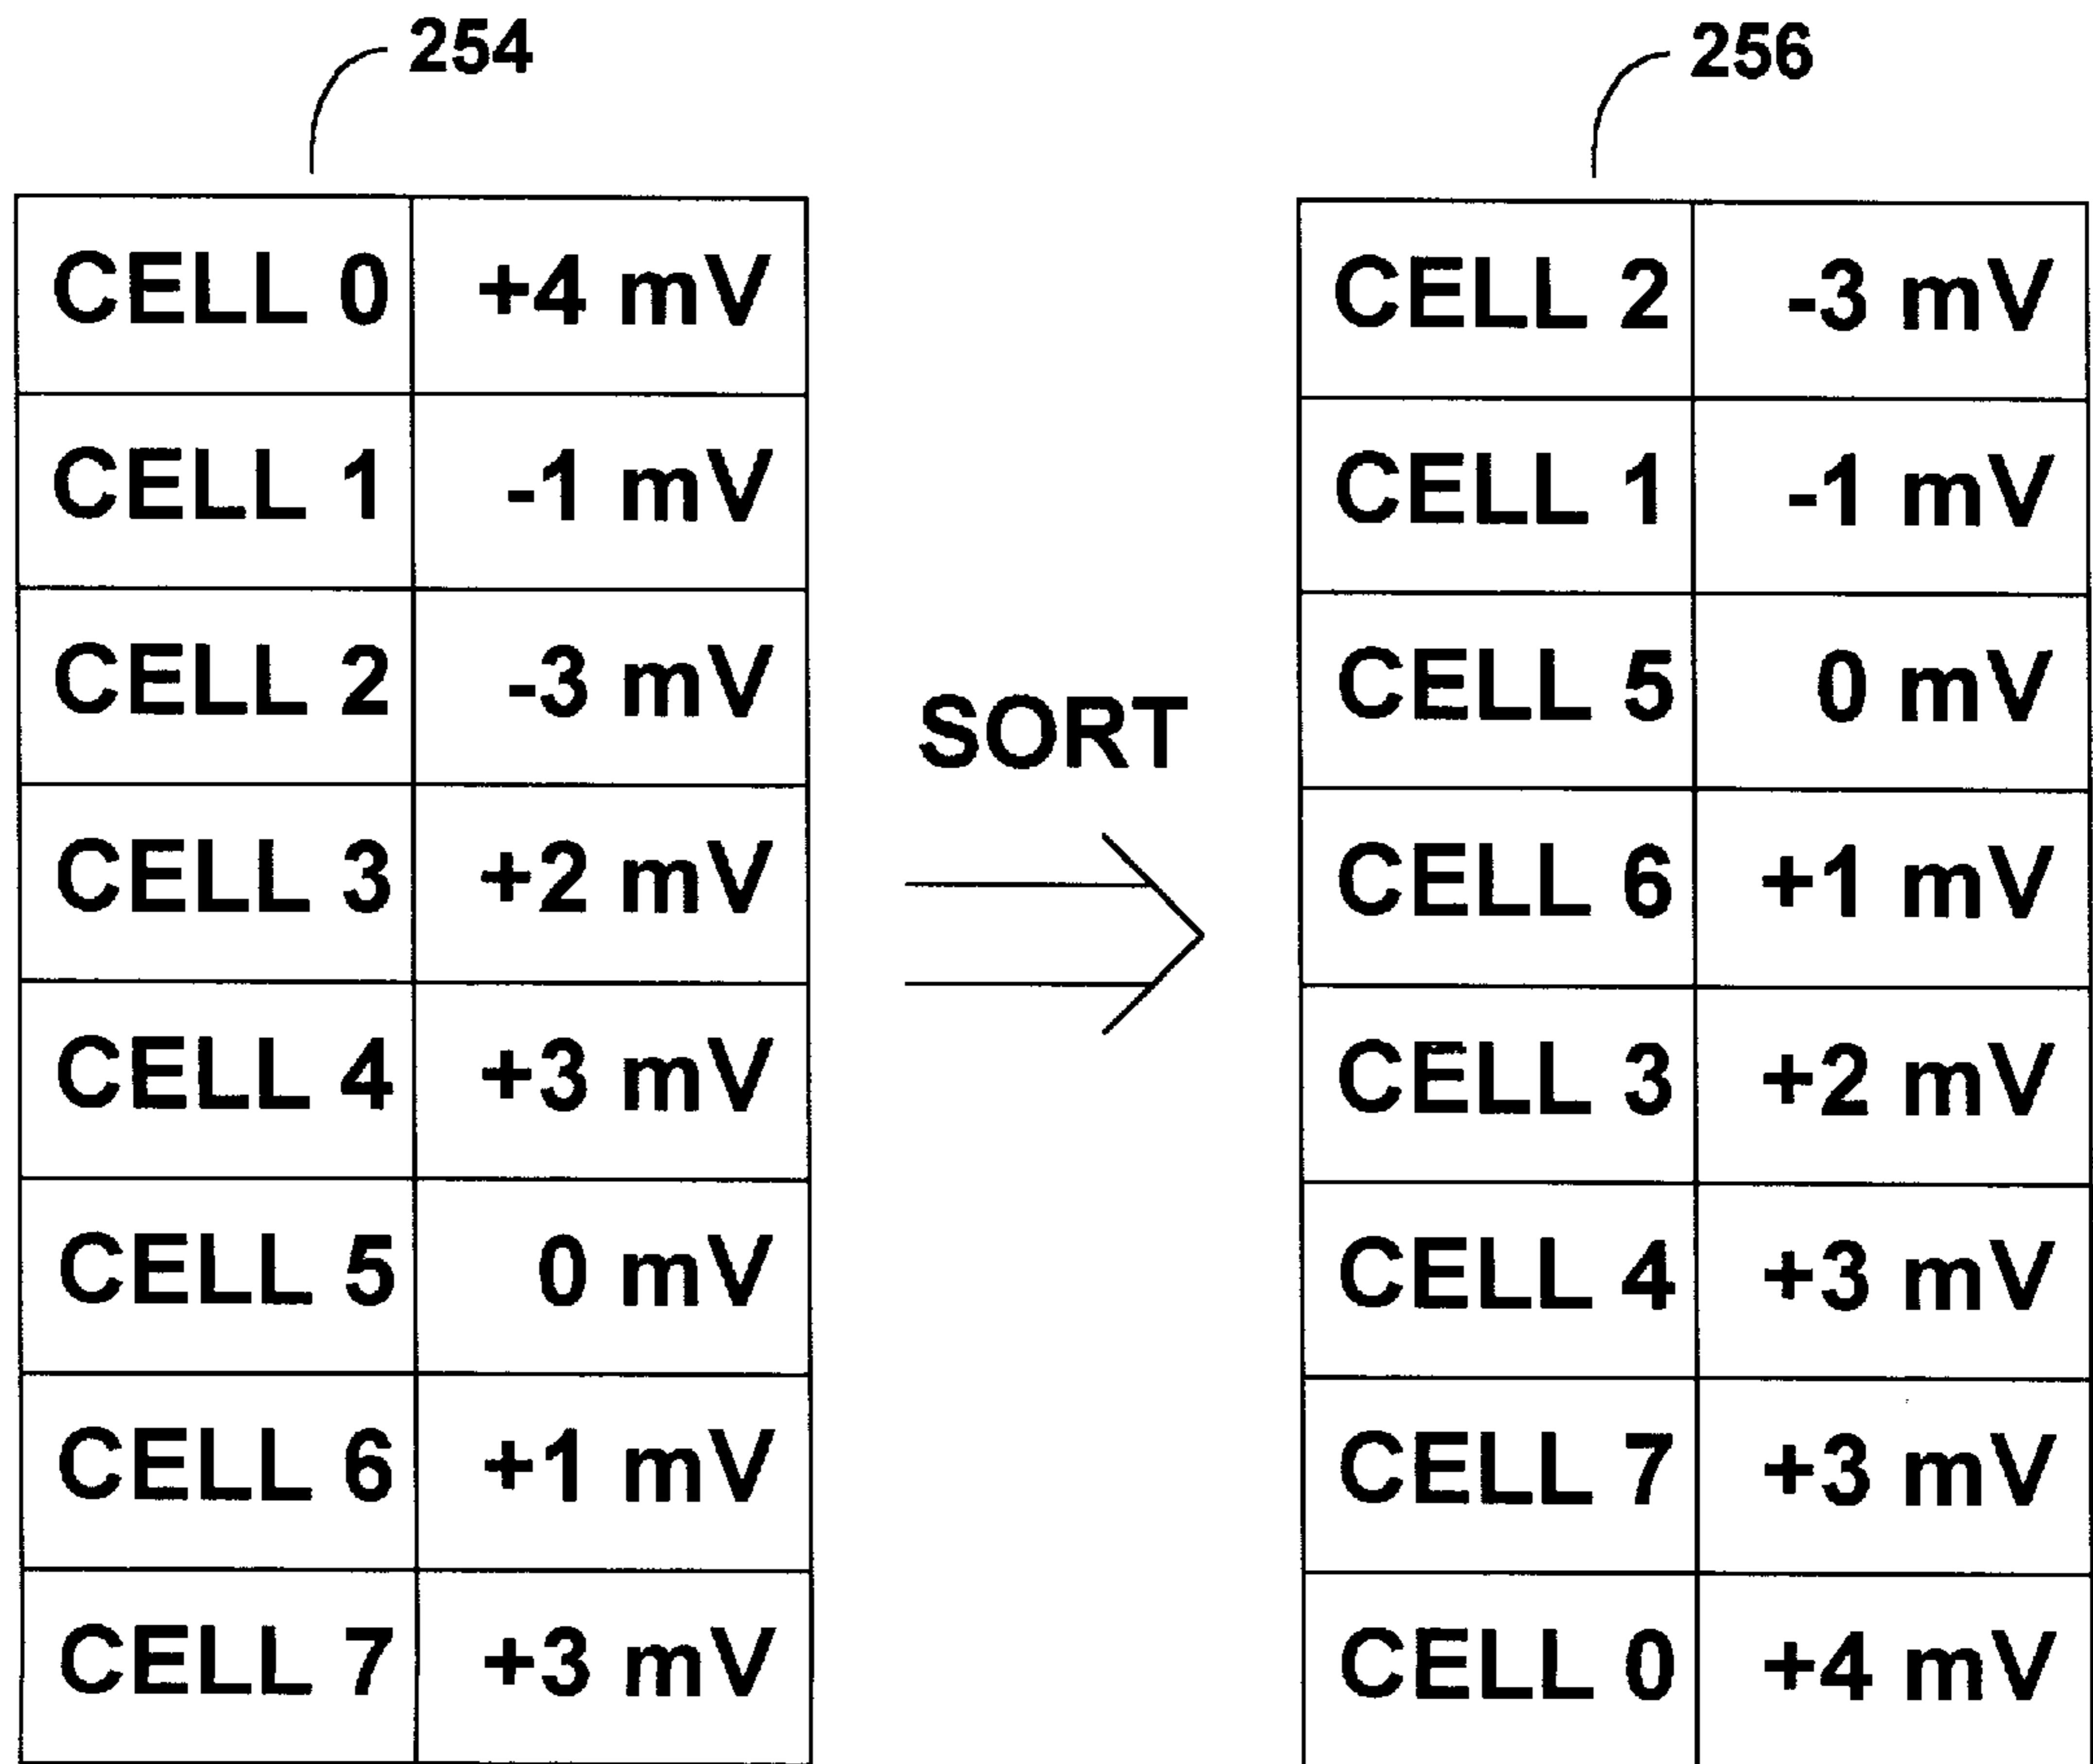 254
CELL 0 +4 mV
CELL 1 -1 mV
CELL 2 -3 mV
CELL 3 +2 mV
CELL 4 +3 mV
CELL 5 0 mV
CELL 6 +1 mV
CELL 7 +3 mV
SORT
256
CELL 2 -3 mV
CELL 1 -1 mV
CELL 5 0 mV
CELL 6 +1 mV
CELL 3 +2 mV
CELL 4 +3 mV
CELL 7 +3 mV
CELL 0 +4 mV